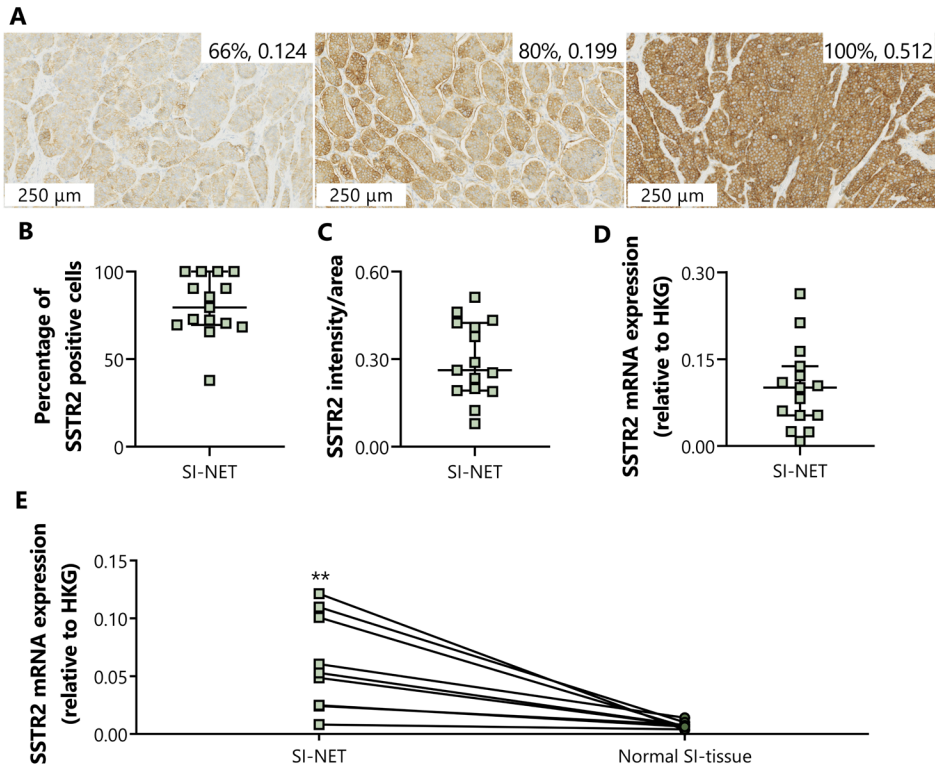 A
66%, 0.124
80%, 0.199
100%, 0.512
250 µm
250 µm
250 µm
B
Percentage of
SSTR2 positive cells
100
50
0
SI-NET
C
SSTR2 intensity/area
0.60
0.30
0.00
SI-NET
D
SSTR2 mRNA expression
(relative to HKG)
0.30
0.15
0.00
SI-NET
E
SSTR2 mRNA expression
(relative to HKG)
0.15
0.10
0.05
0.00
**
SI-NET
Normal SI-tissue